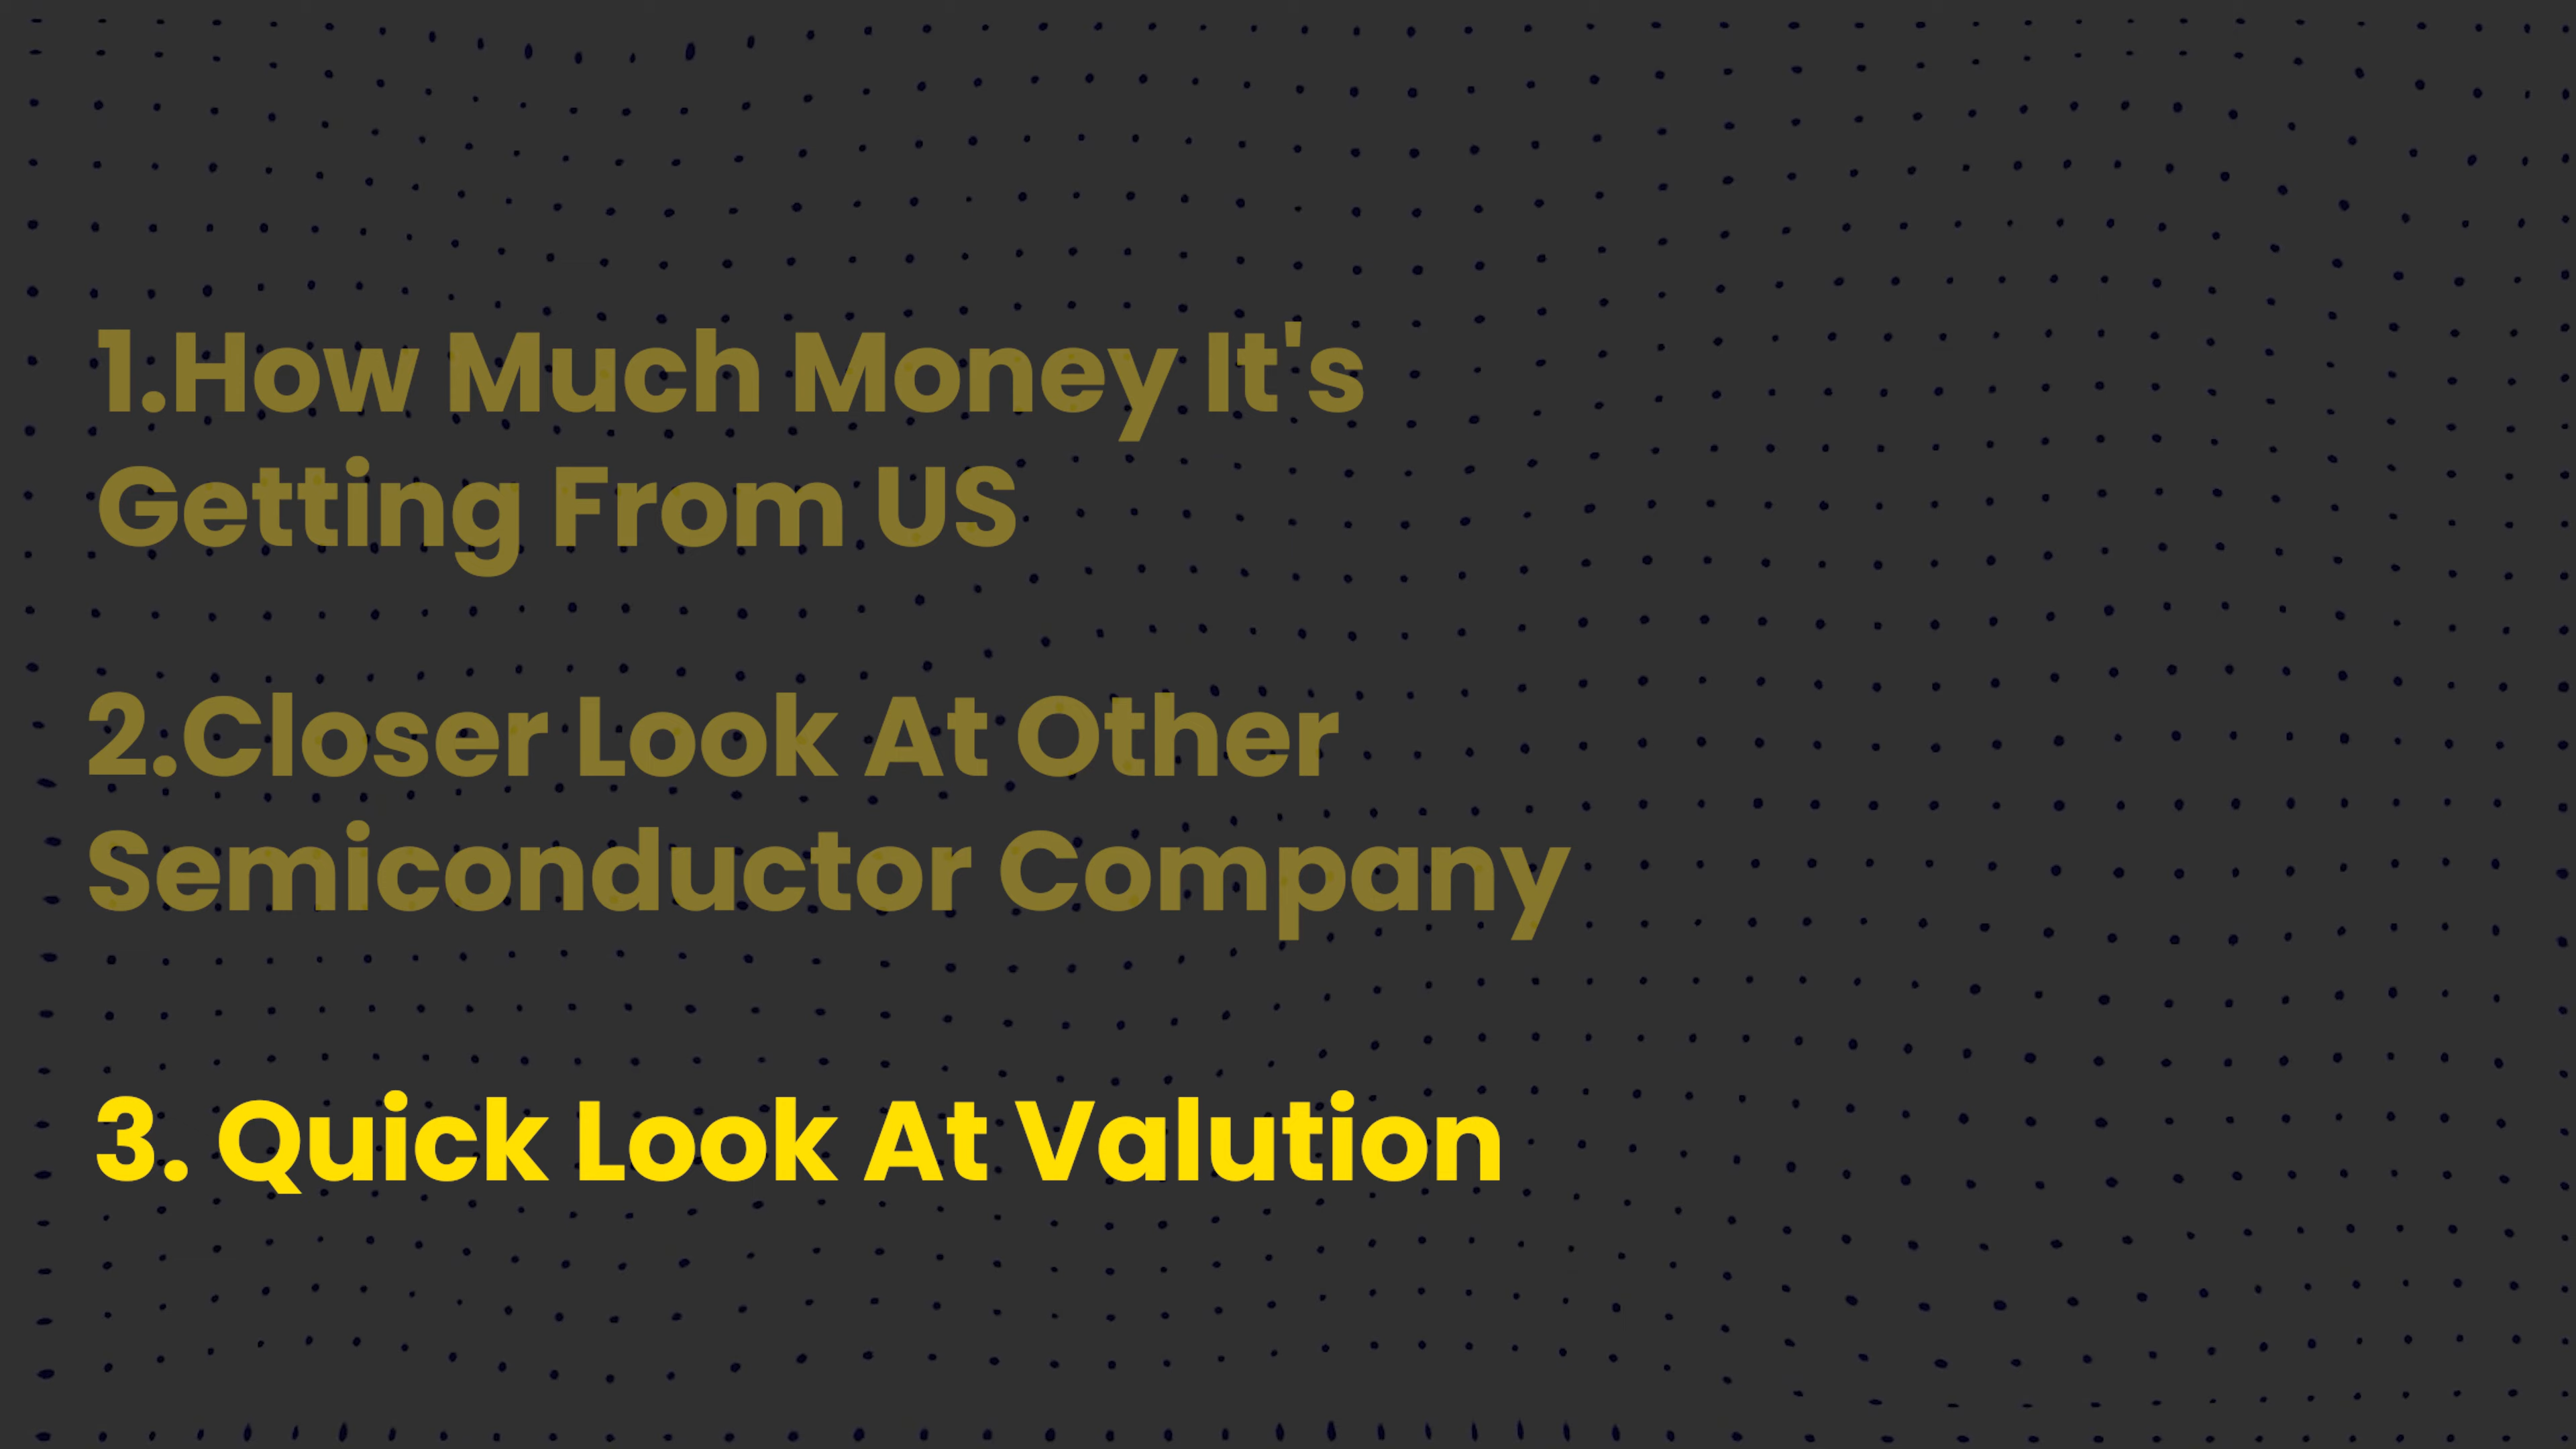 1.How Much Money It's
Getting From US
2.Closer Look At Other
Semiconductor Company
3. Quick Look At Valution